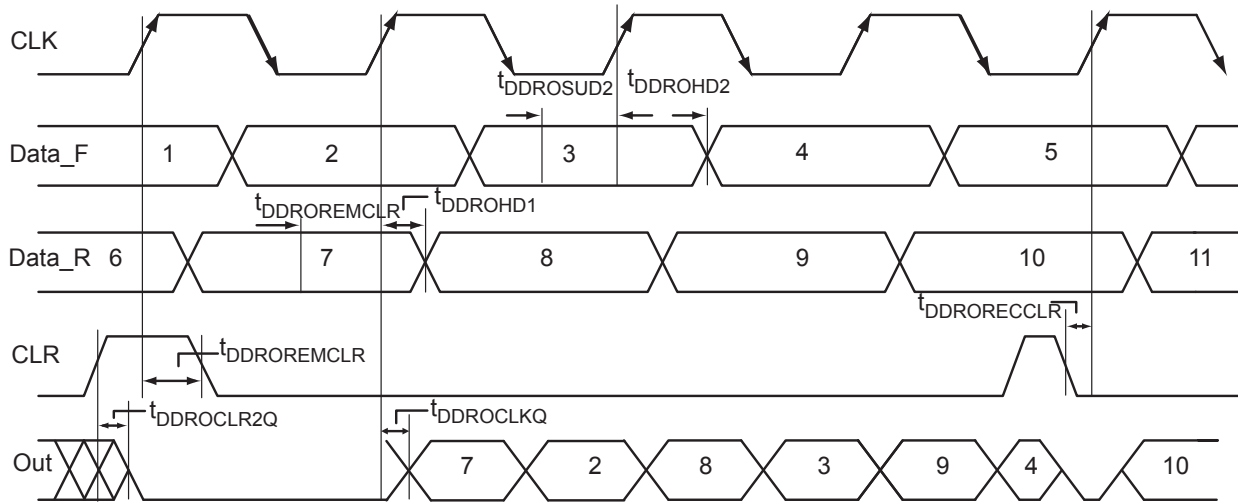 CLK
tDDROSUD2 tDDROHD2
Data_F 1 2 3 4 5
tDDROREMCLR tDDROHD1
Data_R 6 7 8 9 10 11
tDDRORECCLR
CLR
tDDROREMCLR
tDDROCLR2Q tDDROCLKQ
Out 7 2 8 3 9 4 10